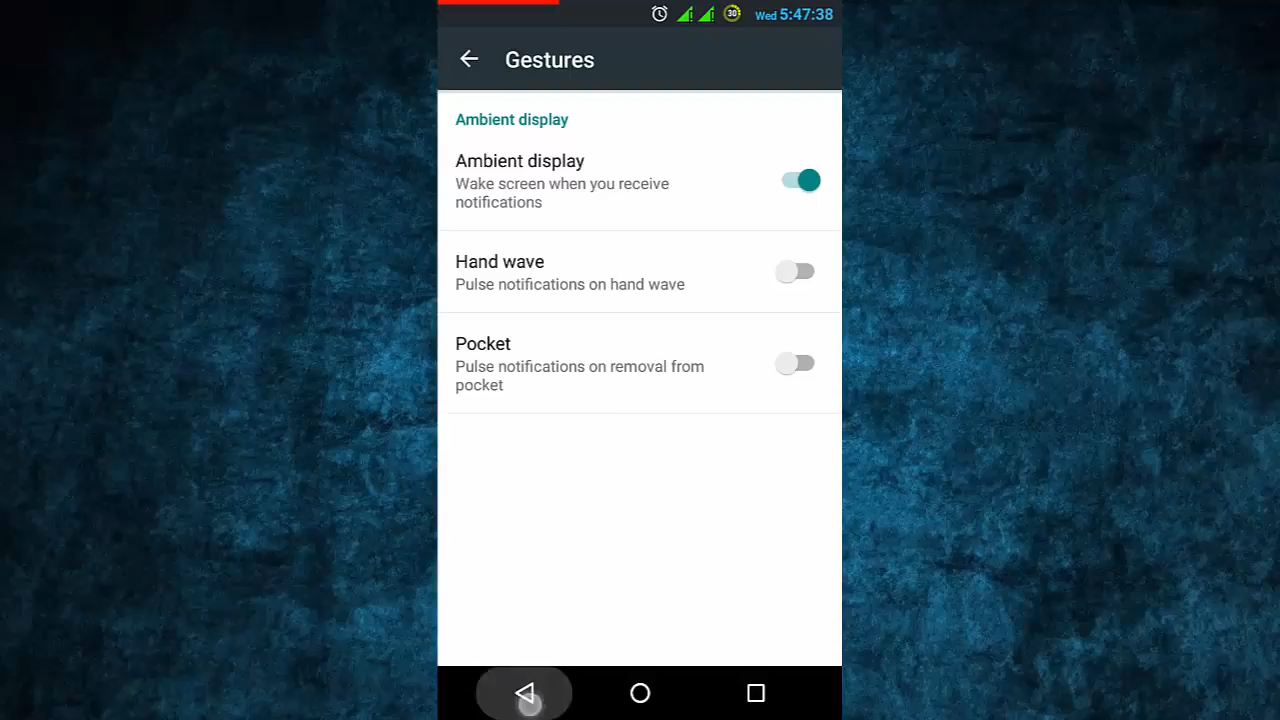 30 Wed 5:47:38
Gestures
Ambient display
Ambient display
Wake screen when you receive
notifications
Hand wave
Pulse notifications on hand wave
Pocket
Pulse notifications on removal from
pocket